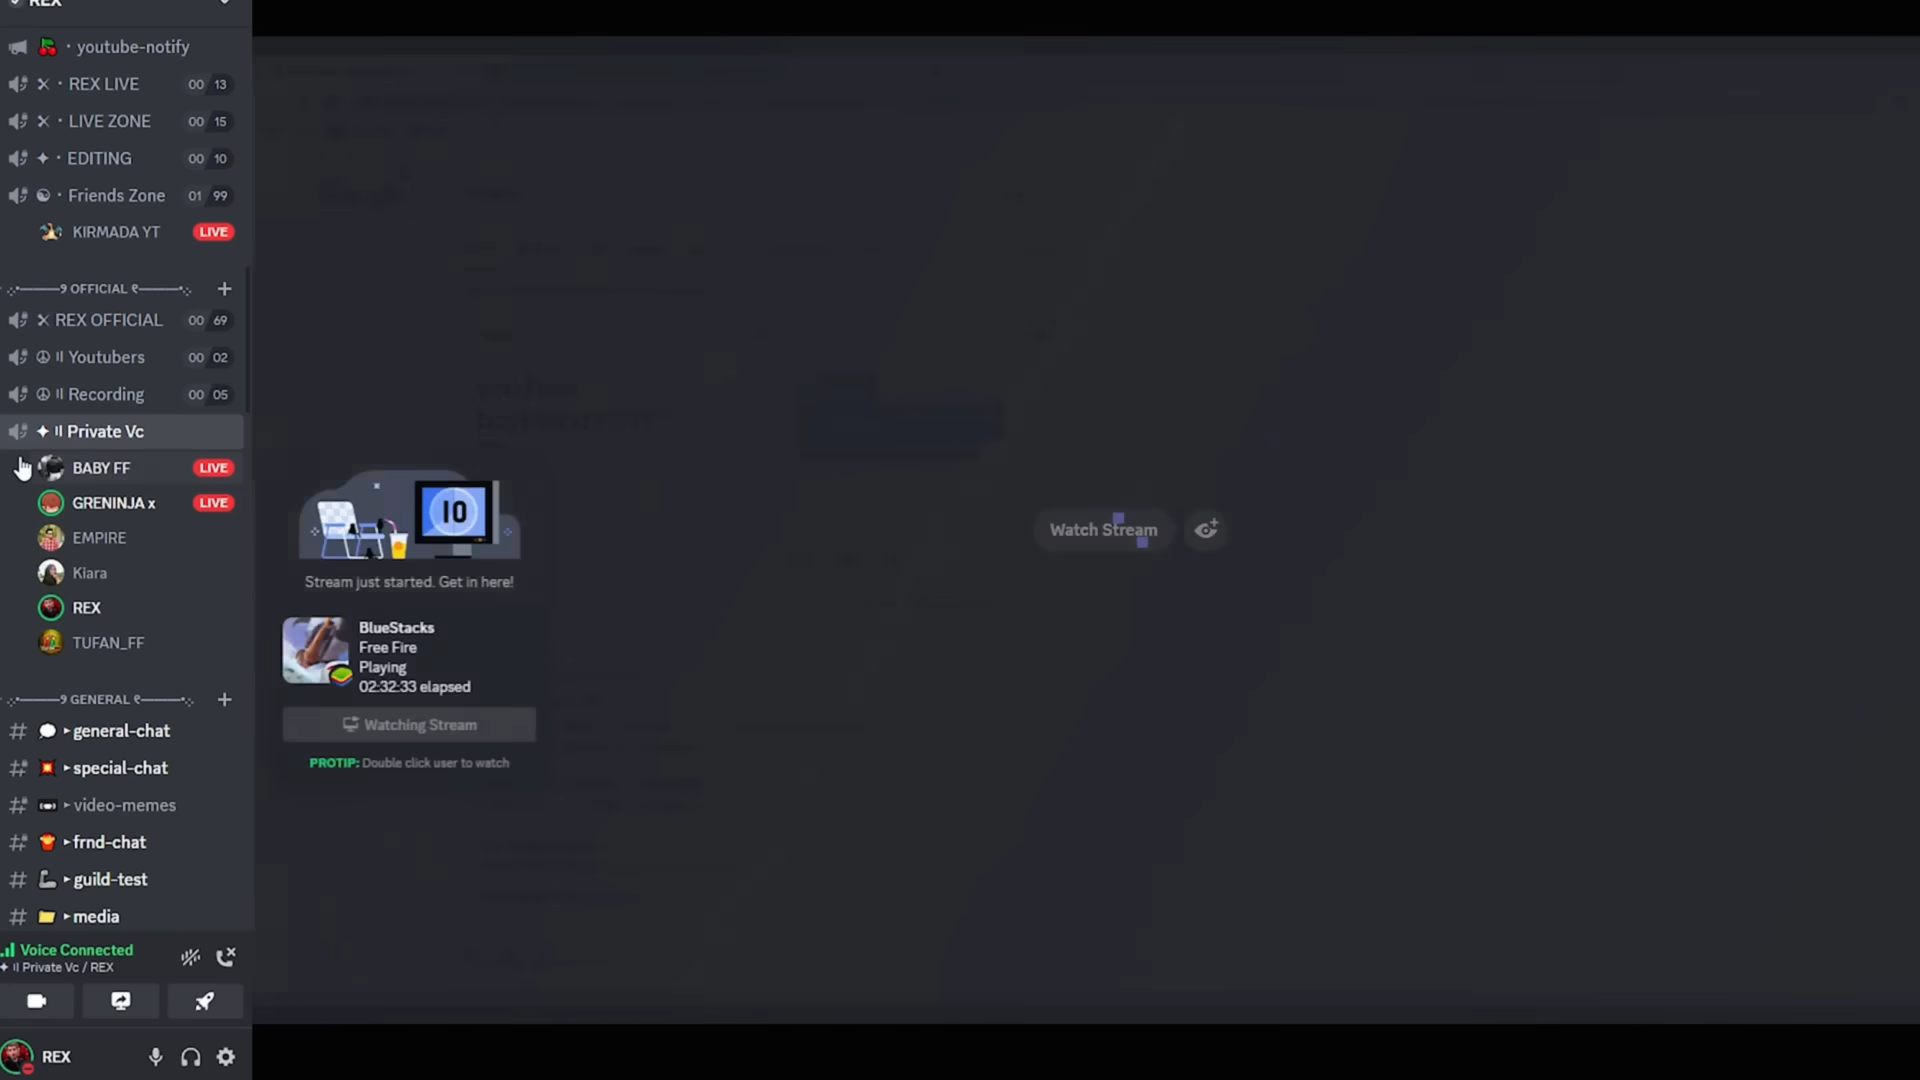 REX
youtube-notify
REX LIVE 00 13
LIVE ZONE 00 15
EDITING 00 10
Friends Zone 01 99
KIRMADA YT LIVE
OFFICIAL
REX OFFICIAL 00 69
Youtubers 00 02
Recording 00 05
Private Vc
BABY FF LIVE
GRENINJA x LIVE
EMPIRE
Kiara
REX
TUFAN_FF
GENERAL
general-chat
special-chat
video-memes
frnd-chat
guild-test
media
Voice Connected
Private Vc / REX
REX
10
Stream just started. Get in here!
BlueStacks
Free Fire
Playing
02:32:33 elapsed
Watching Stream
PROTIP: Double click user to watch
Watch Stream